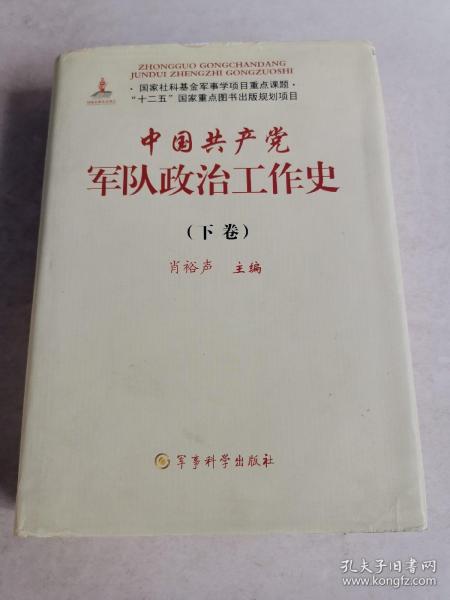 ZHONGGUO GONGCHANDANG
JUNDUI ZHENGZHI GONGZUOSHI
·国家社科基金军事学项目重点课题·
“十二五”国家重点图书出版规划项目
中国共产党
军队政治工作史
（下卷）
肖裕声 主编
军事科学出版社
孔夫子旧书网
www.kongfz.com